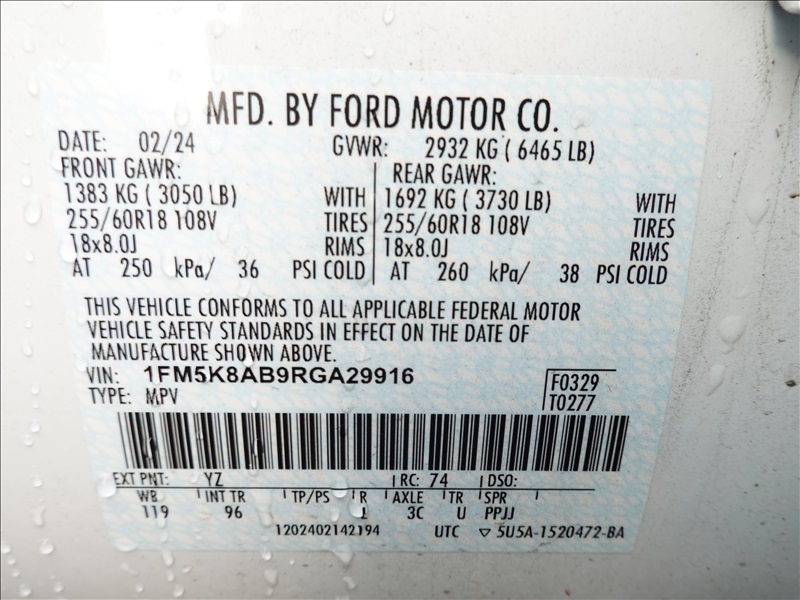 MFD. BY FORD MOTOR CO.
DATE: 02/24 GVWR: 2932 KG ( 6465 LB)
FRONT GAWR: REAR GAWR:
1383 KG ( 3050 LB) WITH 1692 KG ( 3730 LB) WITH
255/60R18 108V TIRES 255/60R18 108V TIRES
18x8.0J RIMS 18x8.0J RIMS
AT 250 kPa/ 36 PSI COLD AT 260 kPa/ 38 PSI COLD
THIS VEHICLE CONFORMS TO ALL APPLICABLE FEDERAL MOTOR
VEHICLE SAFETY STANDARDS IN EFFECT ON THE DATE OF
MANUFACTURE SHOWN ABOVE.
VIN: 1FM5K8AB9RGA29916 F0329
TYPE: MPV T0277
EXT PNT: YZ RC: 74 DSO:
WB INT TR TP/PS R AXLE TR SPR
119 96 3C U PPJJ
1202402142194 UTC ▽ 5U5A-1520472-BA